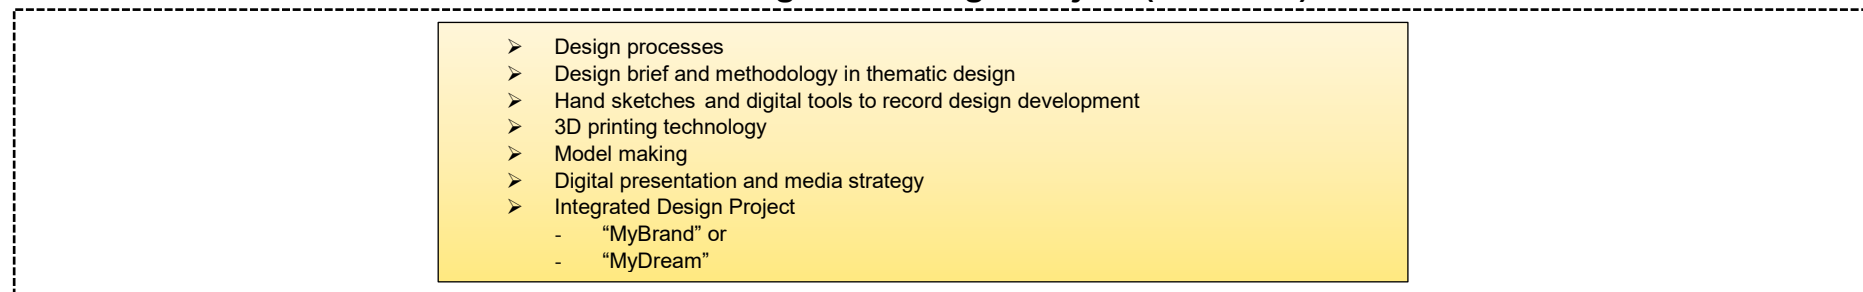 ➢ Design processes
➢ Design brief and methodology in thematic design
➢ Hand sketches and digital tools to record design development
➢ 3D printing technology
➢ Model making
➢ Digital presentation and media strategy
➢ Integrated Design Project
- “MyBrand” or
- “MyDream”